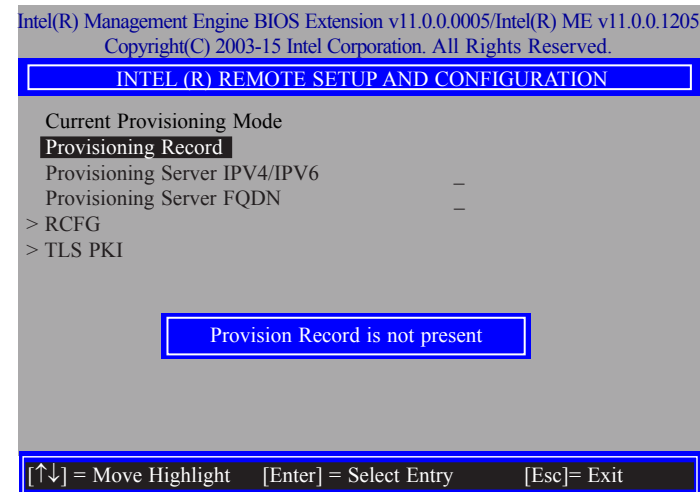 Intel(R) Management Engine BIOS Extension v11.0.0.0005/Intel(R) ME v11.0.0.1205
Copyright(C) 2003-15 Intel Corporation. All Rights Reserved.
INTEL (R) REMOTE SETUP AND CONFIGURATION
Current Provisioning Mode
Provisioning Record
Provisioning Server IPV4/IPV6 _
Provisioning Server FQDN _
> RCFG
> TLS PKI
Provision Record is not present
[↑↓] = Move Highlight [Enter] = Select Entry [Esc]= Exit